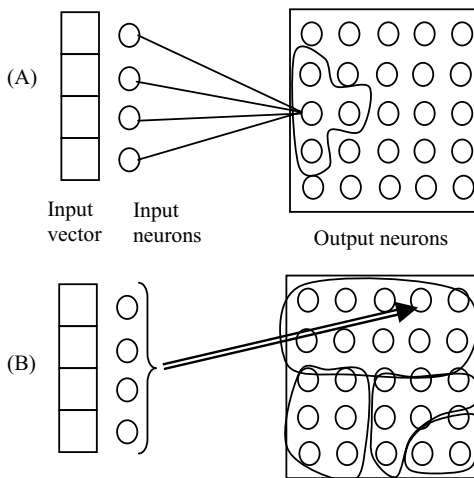 (A)
Input
vector
Input
neurons
Output neurons
(B)